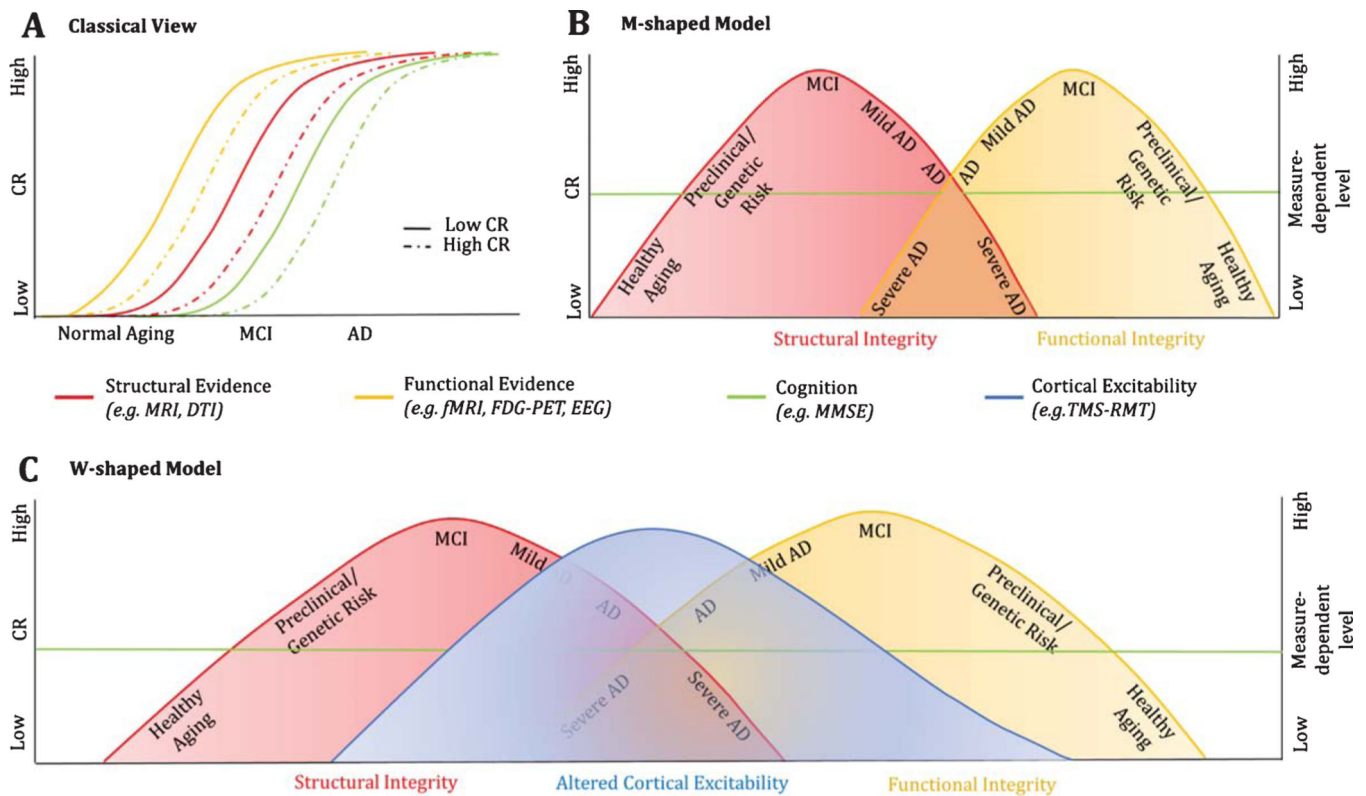 A Classical View
High
CR
Low
Low CR
High CR
Normal Aging MCI AD
B M-shaped Model
High
CR
Low
Healthy
Aging
Preclinical/
Genetic
Risk
MCI
Mild AD
AD
Severe AD
Severe AD
AD
Mild AD
MCI
Preclinical/
Genetic
Risk
Healthy
Aging
High
Measure-
dependent
level
Low
Structural Integrity Functional Integrity
Structural Evidence
(e.g. MRI, DTI)
Functional Evidence
(e.g. fMRI, FDG-PET, EEG)
Cognition
(e.g. MMSE)
Cortical Excitability
(e.g.TMS-RMT)
C W-shaped Model
High
CR
Low
Healthy
Aging
Preclinical/
Genetic Risk
MCI
Mild AD
AD
Severe AD
Severe AD
AD
Mild AD
MCI
Preclinical/
Genetic Risk
Healthy
Aging
High
Measure-
dependent
level
Low
Structural Integrity Altered Cortical Excitability Functional Integrity